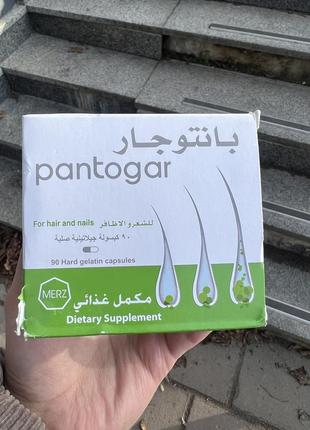 بانتوجار
pantogar
For hair and nails للشعر والاظافر
٩٠ كبسولة جيلاتينية صلبة
90 Hard gelatin capsules
MERZ
مكمل غذائي
Dietary Supplement